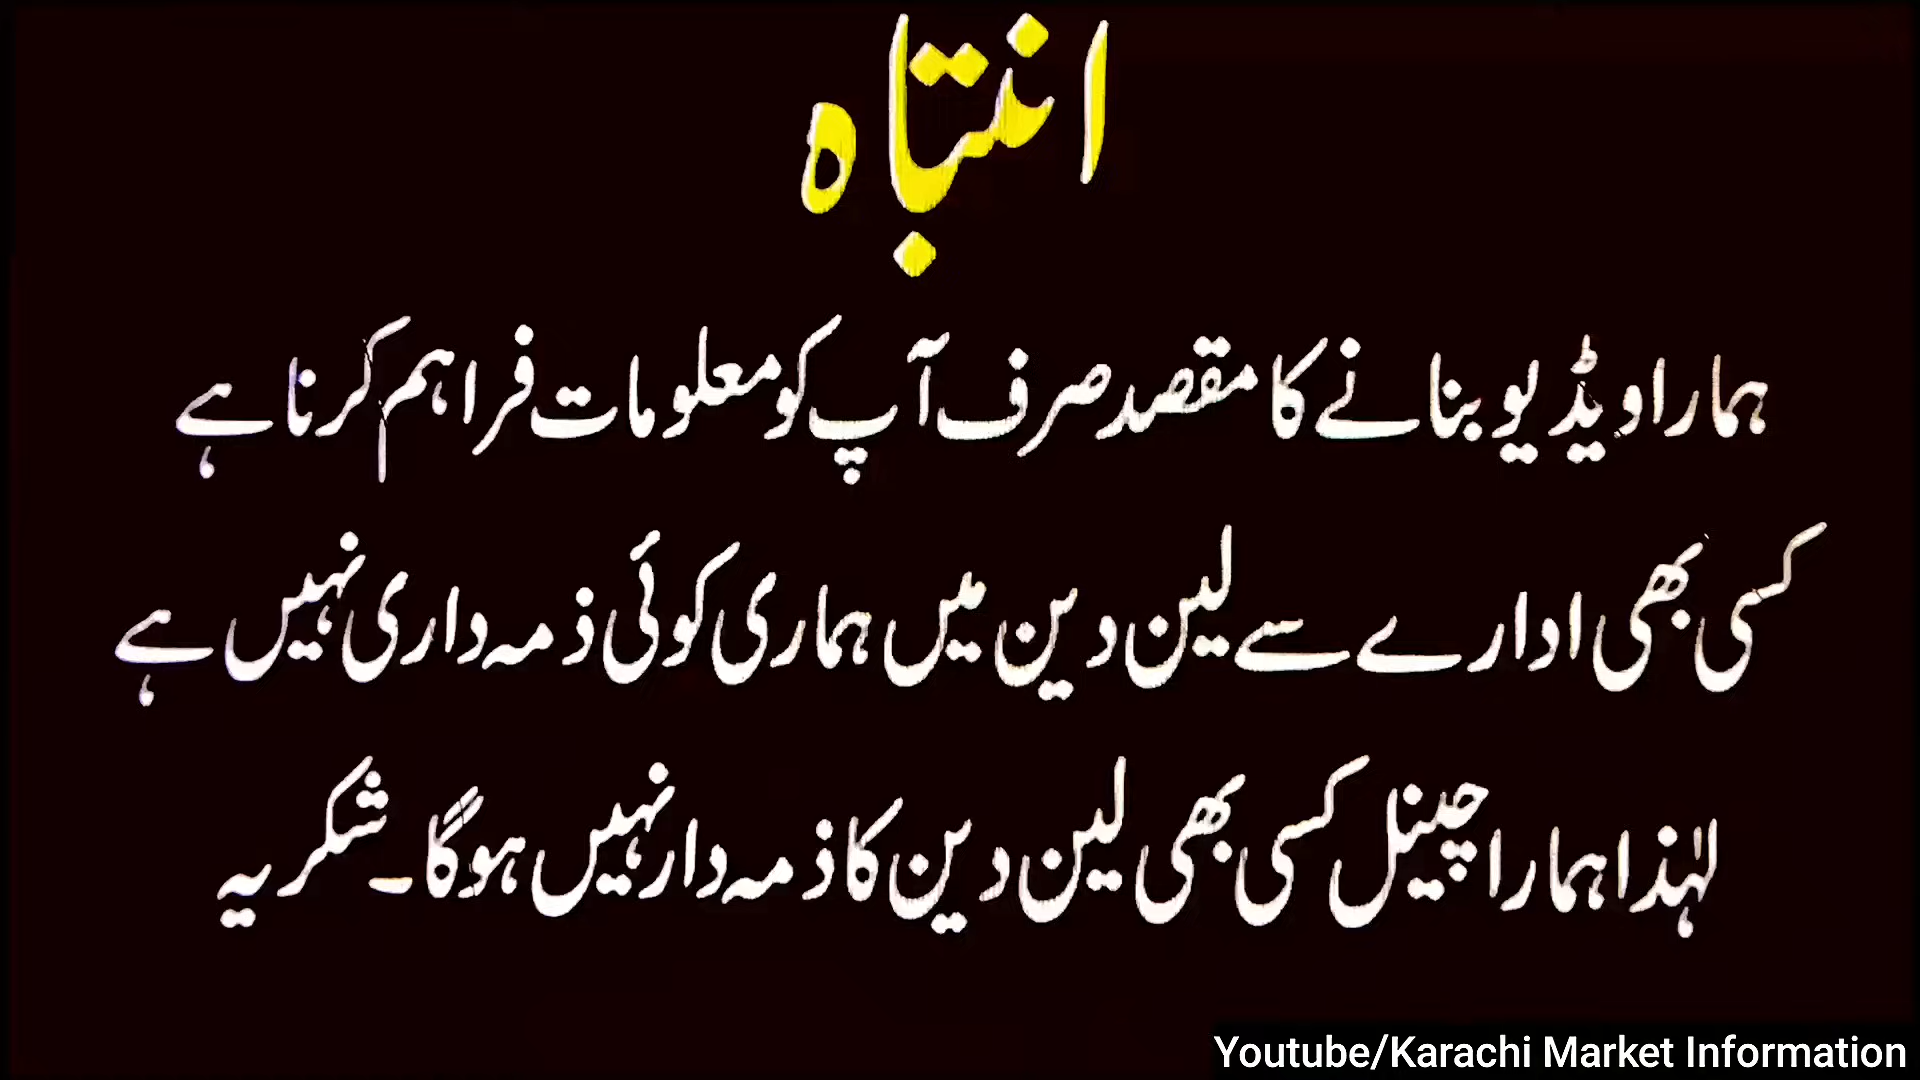 انتباہ
ہمارا ویڈیو بنانے کا مقصد صرف آپ کو معلومات فراہم کرنا ہے
کسی بھی ادارے سے لین دین میں ہماری کوئی ذمہ داری نہیں ہے
لہٰذا ہمارا چینل کسی بھی لین دین کا ذمہ دار نہیں ہوگا۔ شکریہ
Youtube/Karachi Market Information